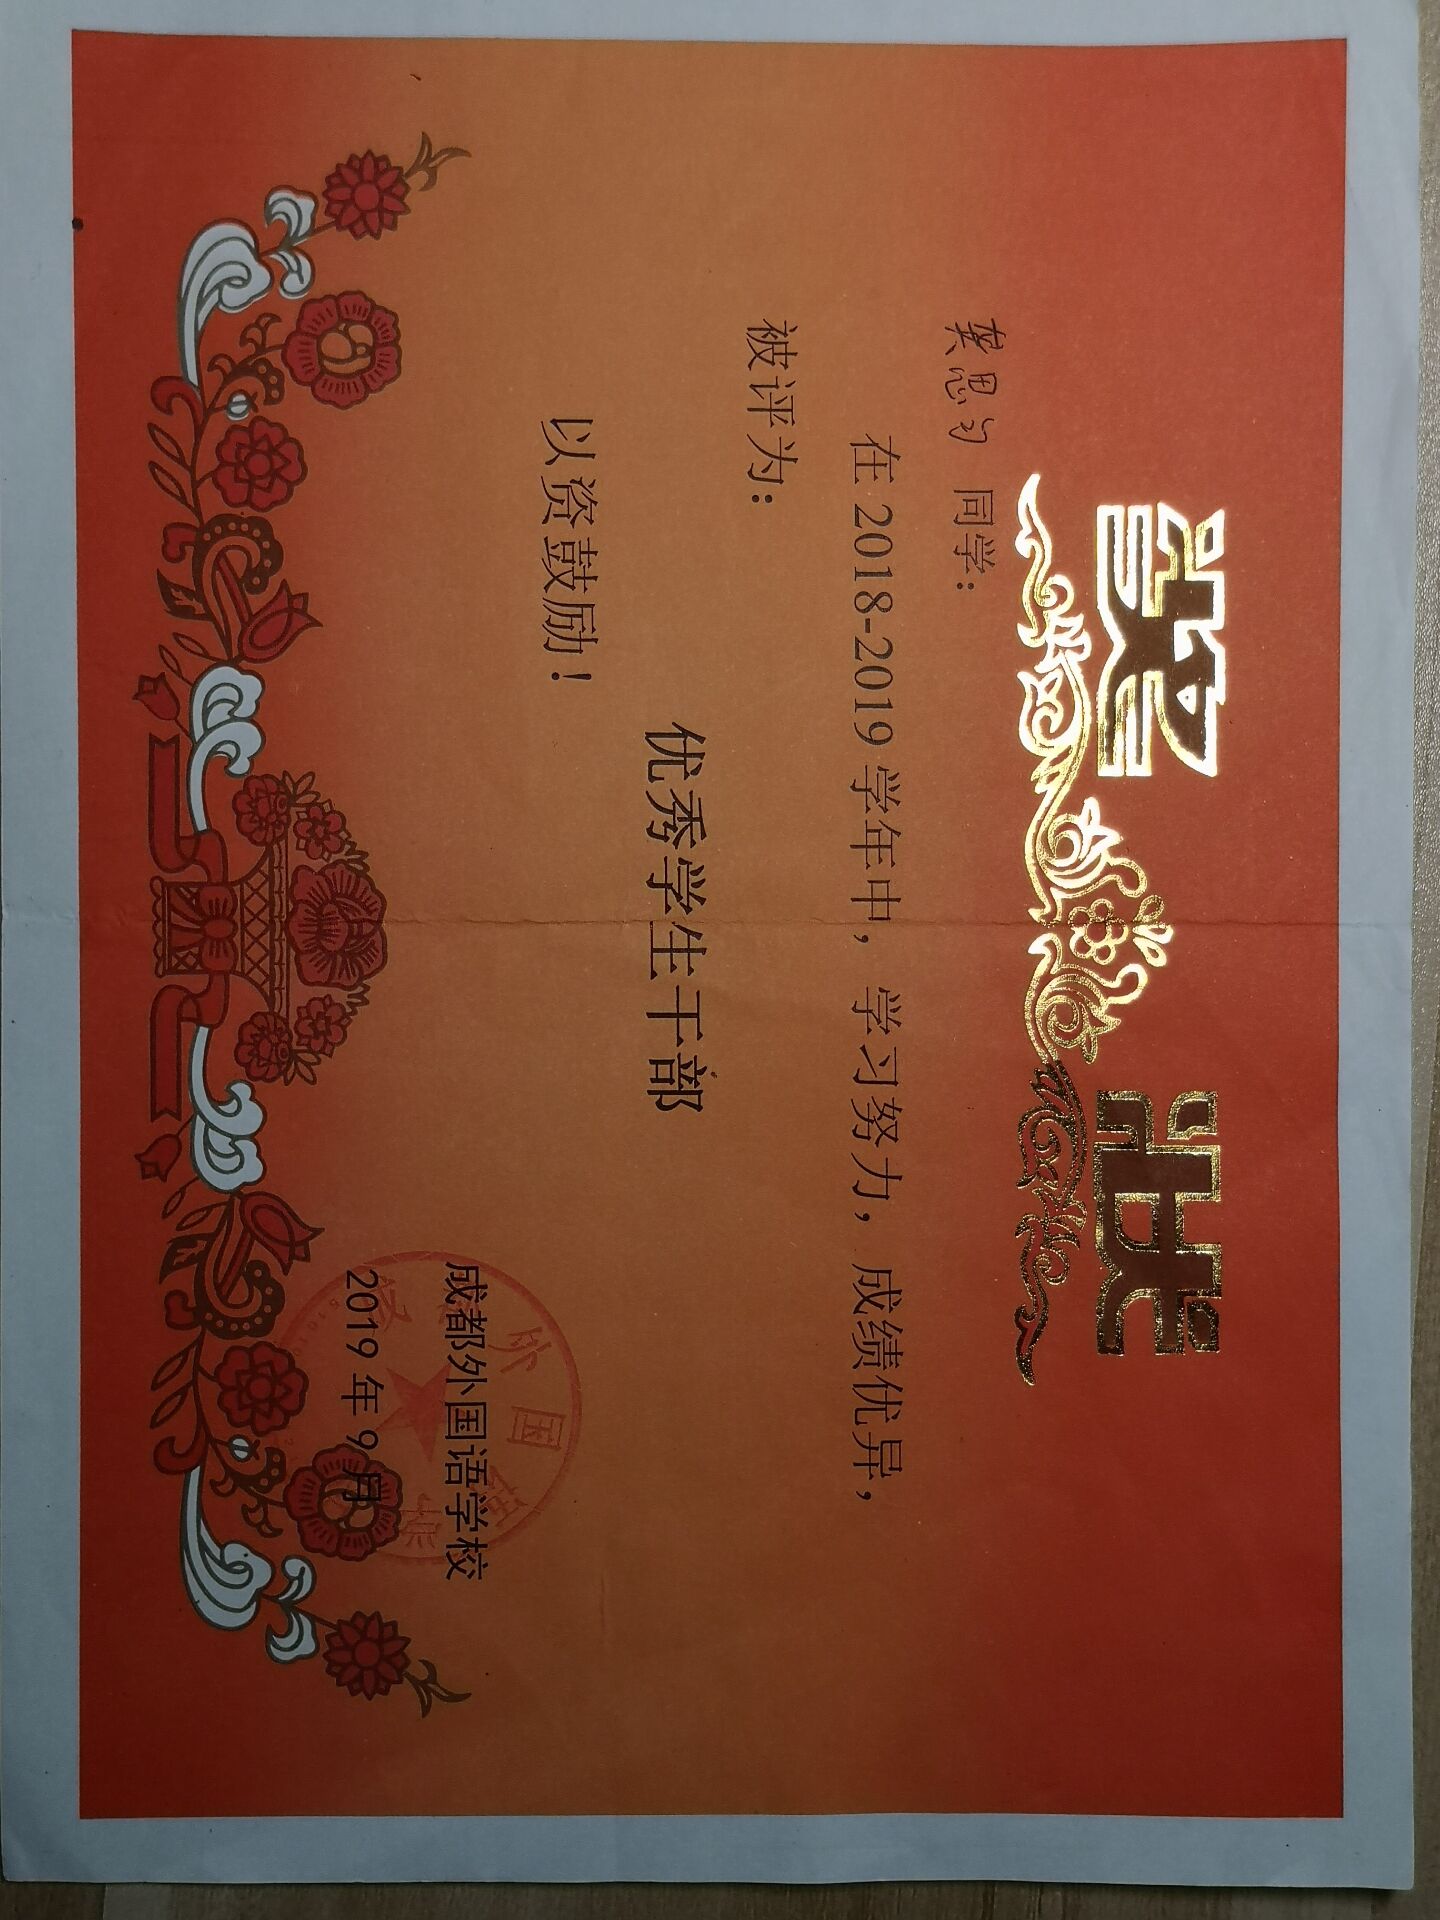 奖状
龚思 同学：
在 2018-2019 学年中，学习努力，成绩优异，
被评为：
优秀学生干部
以资鼓励！
成都外国语学校
2019 年 9 月